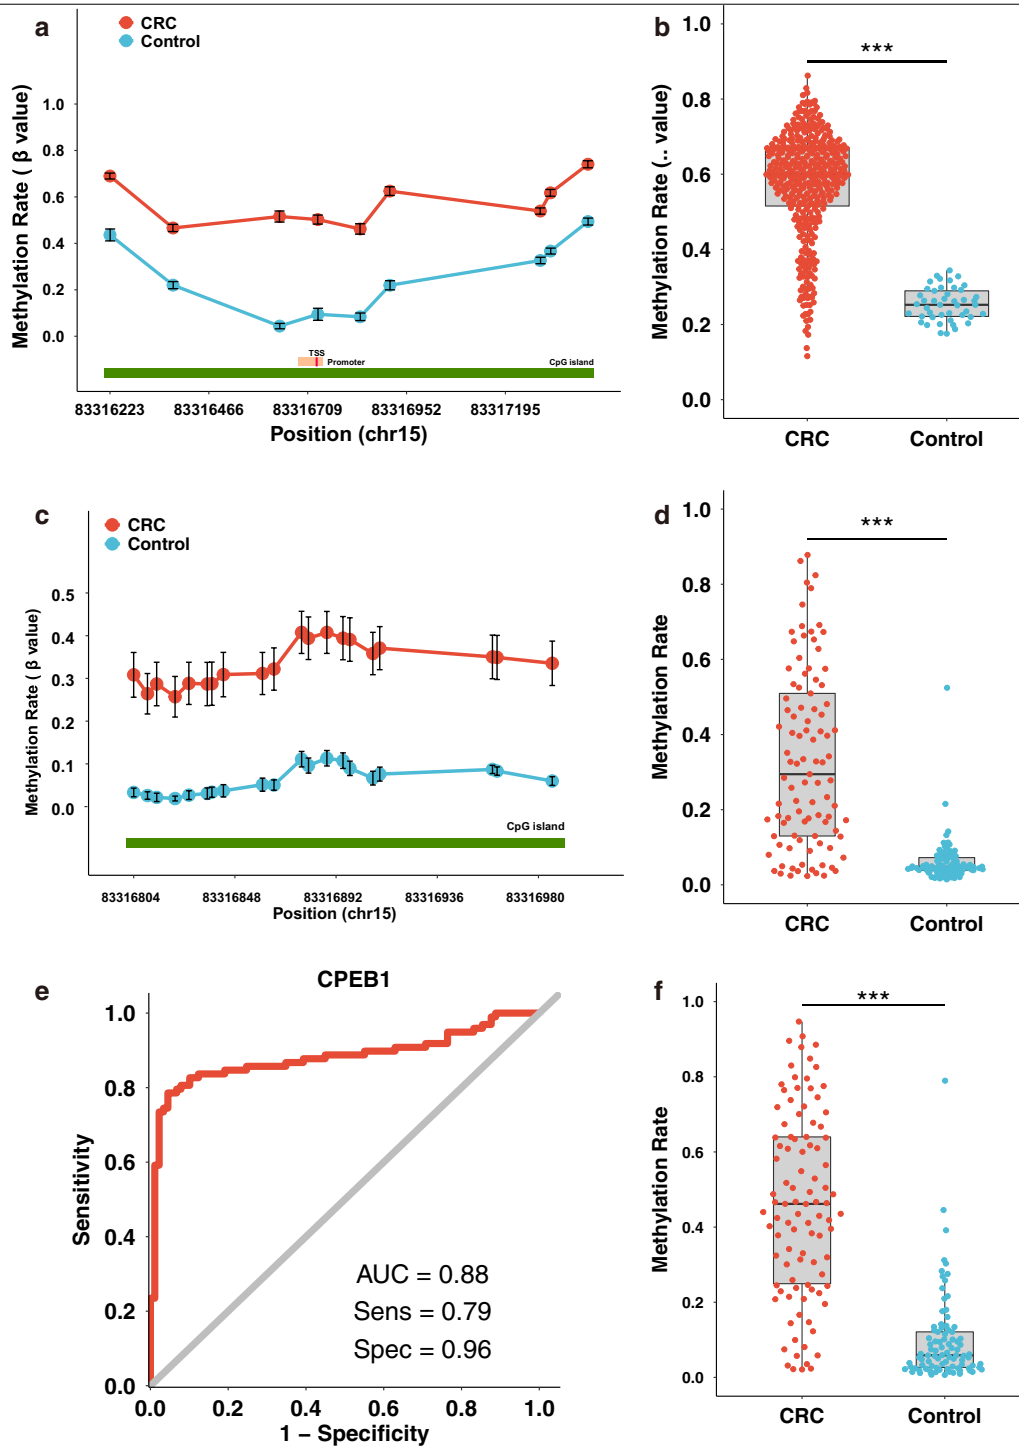 a
CRC
Control
Methylation Rate ( β value)
1.0
0.8
0.6
0.4
0.2
0.0
TSS
Promoter
CpG island
83316223 83316466 83316709 83316952 83317195
Position (chr15)
b
Methylation Rate (.. value)
1.0
0.8
0.6
0.4
0.2
0.0
***
CRC Control
c
CRC
Control
Methylation Rate ( β value)
0.5
0.4
0.3
0.2
0.1
0.0
CpG island
83316804 83316848 83316892 83316936 83316980
Position (chr15)
d
Methylation Rate
1.0
0.8
0.6
0.4
0.2
0.0
***
CRC Control
e
CPEB1
Sensitivity
1.0
0.8
0.6
0.4
0.2
0.0
AUC = 0.88
Sens = 0.79
Spec = 0.96
0.0 0.2 0.4 0.6 0.8 1.0
1 − Specificity
f
Methylation Rate
1.0
0.8
0.6
0.4
0.2
0.0
***
CRC Control